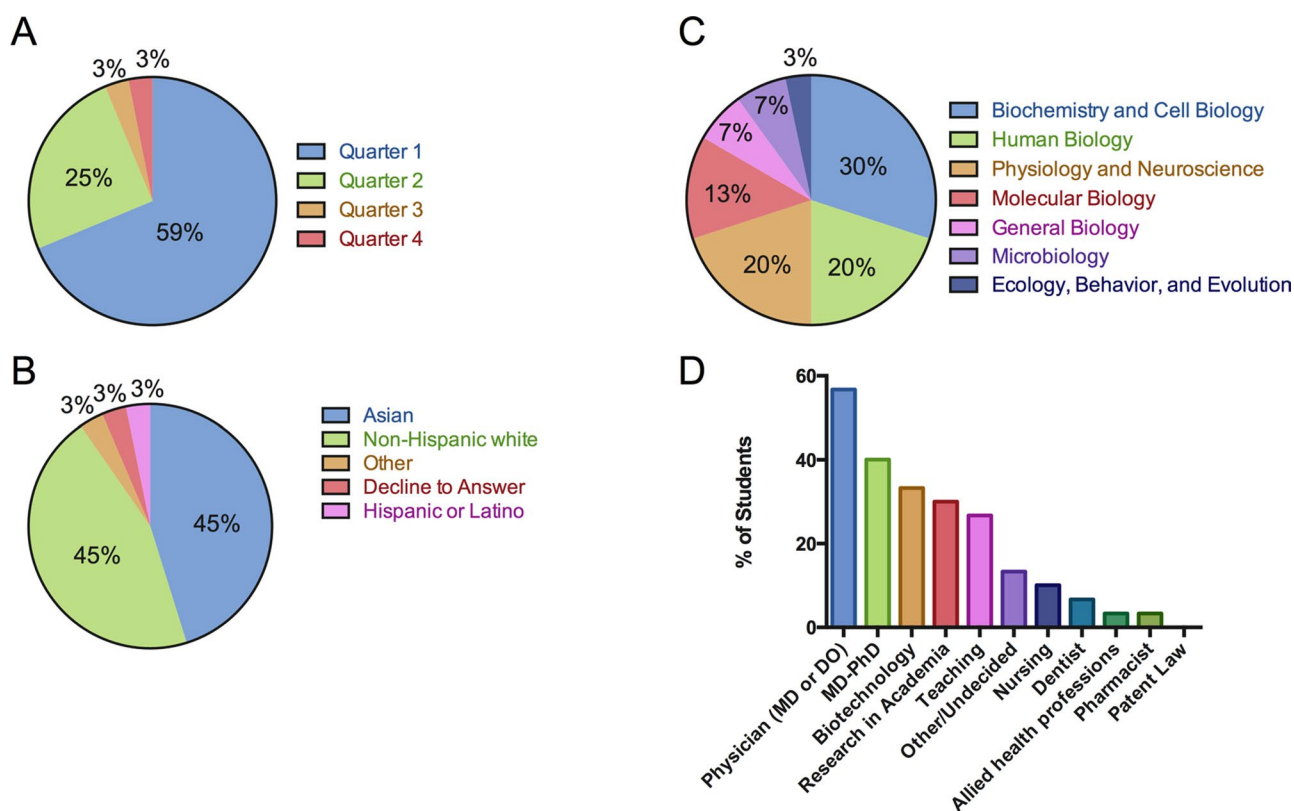 A
3%
3%
25%
59%
Quarter 1
Quarter 2
Quarter 3
Quarter 4
B
3%
3%
3%
45%
45%
Asian
Non-Hispanic white
Other
Decline to Answer
Hispanic or Latino
C
3%
7%
7%
13%
30%
20%
20%
Biochemistry and Cell Biology
Human Biology
Physiology and Neuroscience
Molecular Biology
General Biology
Microbiology
Ecology, Behavior, and Evolution
D
% of Students
60
40
20
0
Physician (MD or DO)
MD-PhD
Biotechnology
Research in Academia
Teaching
Other/Undecided
Nursing
Dentist
Allied health professions
Pharmacist
Patent Law